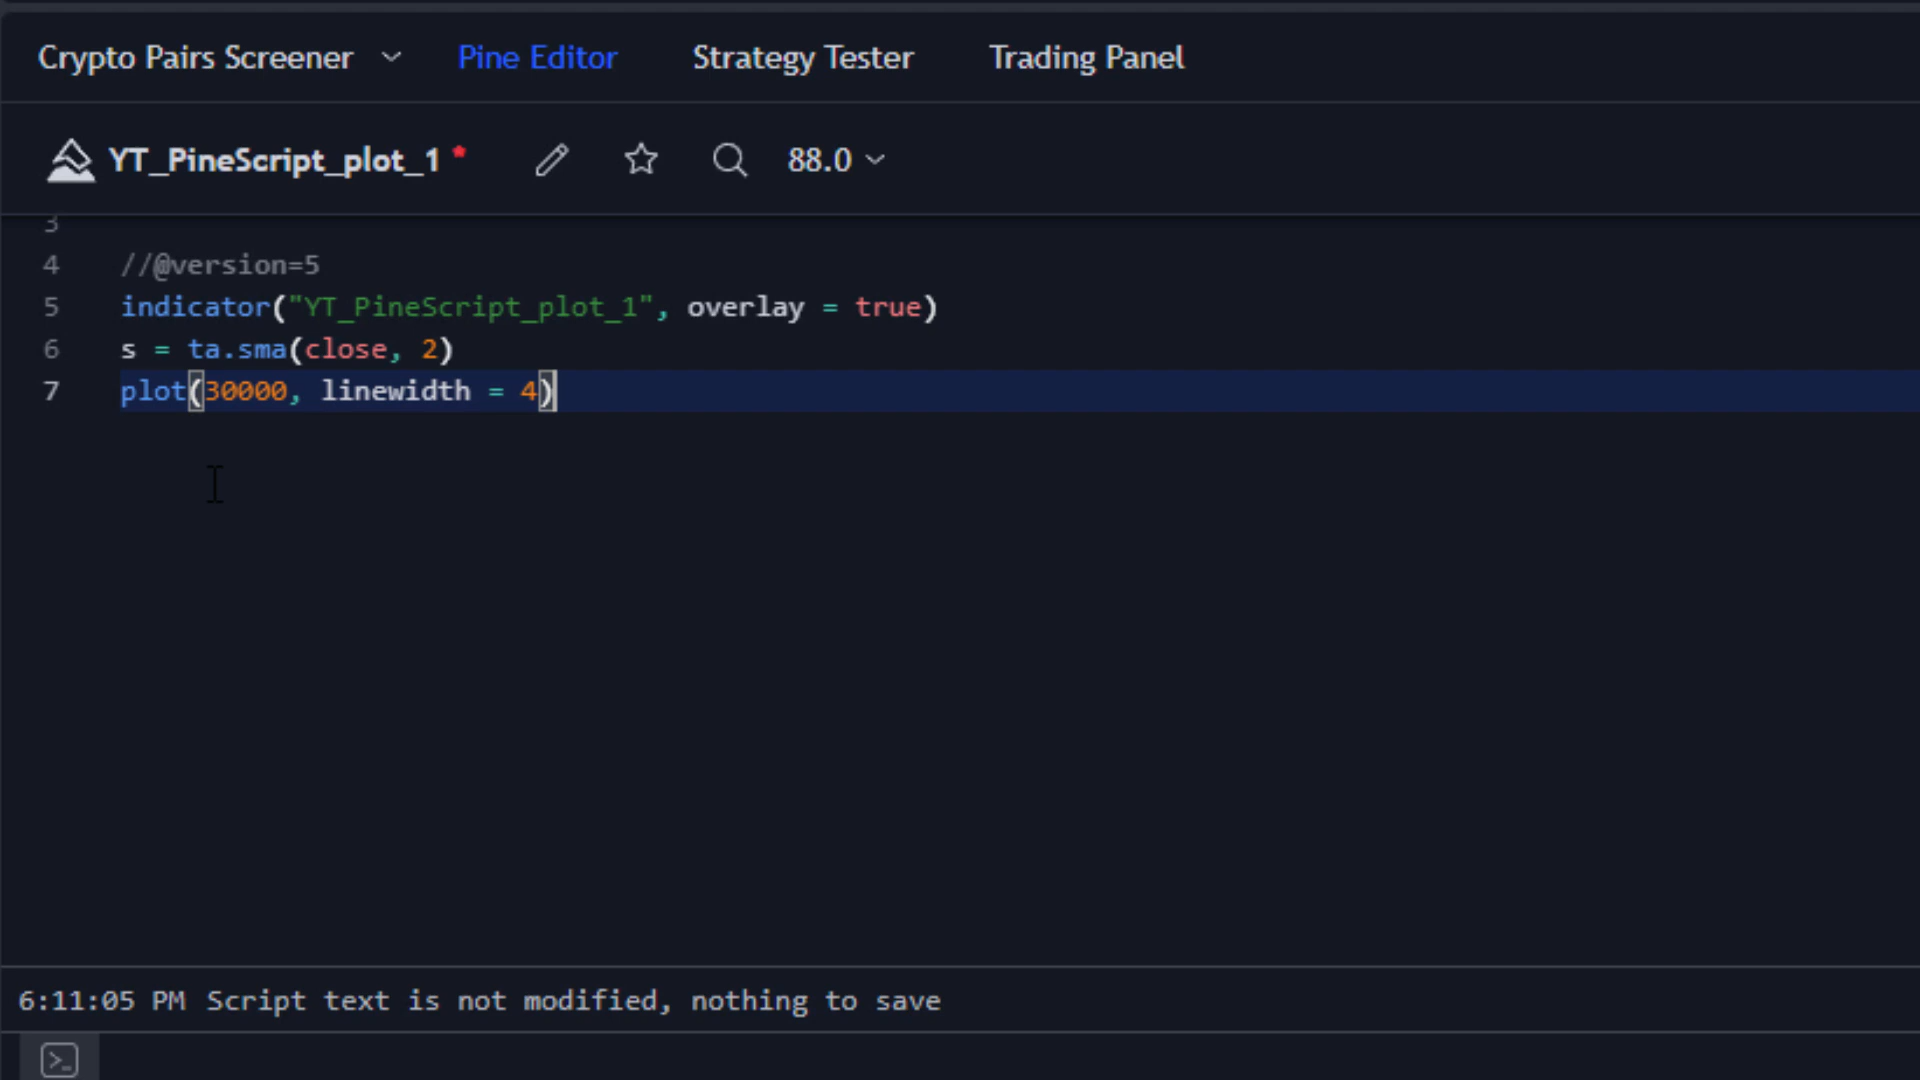 Crypto Pairs Screener Pine Editor Strategy Tester Trading Panel
YT_PineScript_plot_1 * 88.0
3
4 //@version=5
5 indicator("YT_PineScript_plot_1", overlay = true)
6 s = ta.sma(close, 2)
7 plot(30000, linewidth = 4)
6:11:05 PM Script text is not modified, nothing to save